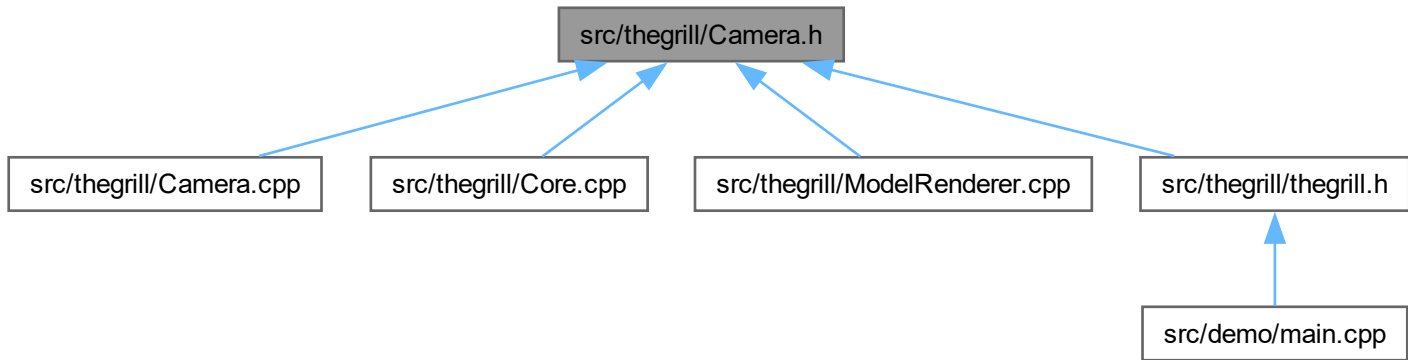 src/thegrill/Camera.h
src/thegrill/Camera.cpp
src/thegrill/Core.cpp
src/thegrill/ModelRenderer.cpp
src/thegrill/thegrill.h
src/demo/main.cpp